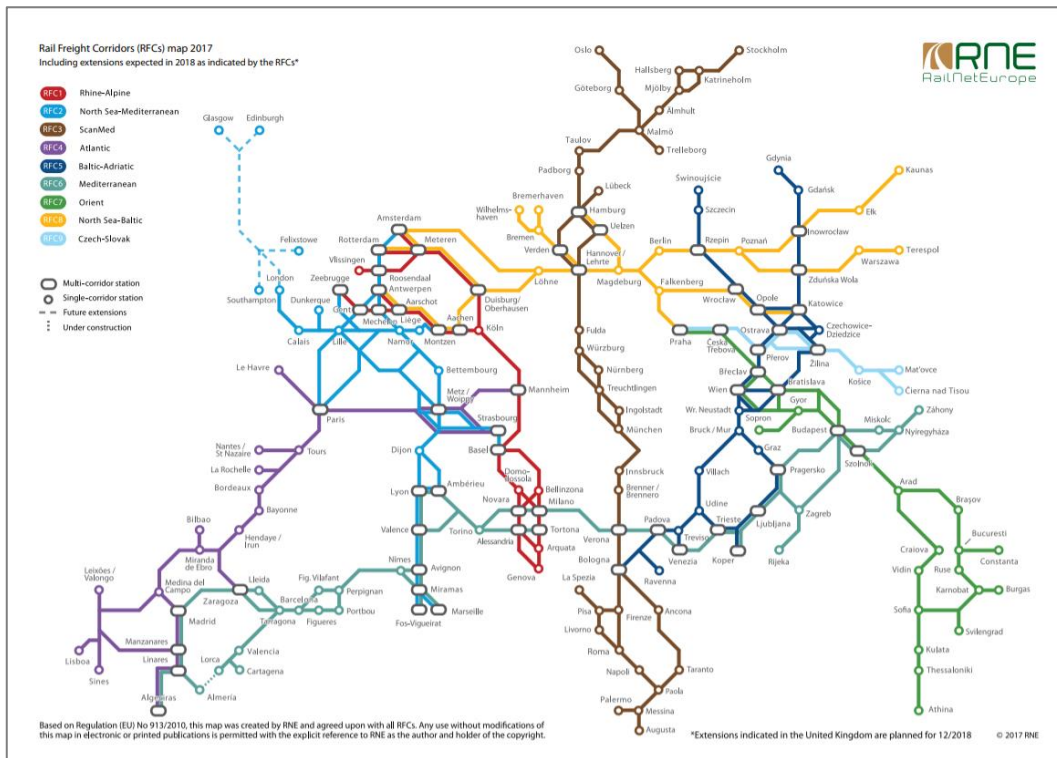 Rail Freight Corridors (RFCs) map 2017
Including extensions expected in 2018 as indicated by the RFCs*
RNE
RailNetEurope
RFC1 Rhine-Alpine
RFC2 North Sea-Mediterranean
RFC3 ScanMed
RFC4 Atlantic
RFC5 Baltic-Adriatic
RFC6 Mediterranean
RFC7 Orient
RFC8 North Sea-Baltic
RFC9 Czech-Slovak
Multi-corridor station
Single-corridor station
Future extensions
Under construction
Oslo
Stockholm
Hallsberg
Katrineholm
Göteborg
Mjölby
Älmhult
Malmö
Trelleborg
Taulov
Padborg
Lübeck
Glasgow
Edinburgh
Gdynia
Kaunas
Świnoujście
Gdańsk
Ełk
Bremerhaven
Wilhelms-
haven
Hamburg
Szczecin
Amsterdam
Bremen
Uelzen
Inowrocław
Rotterdam
Meteren
Verden
Hannover /
Lehrte
Berlin
Rzepin
Poznań
Terespol
Felixstowe
Vlissingen
Warszawa
London
Zeebrugge
Roosendaal
Löhne
Magdeburg
Falkenberg
Zduńska Wola
Southampton
Dunkerque
Antwerpen
Duisburg/
Oberhausen
Wrocław
Opole
Katowice
Gent
Aarschot
Mechelen
Liège
Aachen
Calais
Lille
Namur
Montzen
Köln
Fulda
Praha
Česká
Třebová
Ostrava
Czechowice-
Dziedzice
Würzburg
Přerov
Žilina
Le Havre
Bettembourg
Nürnberg
Břeclav
Mat'ovce
Košice
Metz /
Woippy
Mannheim
Treuchtlingen
Wien
Bratislava
Čierna nad Tisou
Paris
Strasbourg
Ingolstadt
Wr. Neustadt
Gyor
Sopron
Miskolc
Záhony
München
Bruck / Mur
Budapest
Nyíregyháza
Nantes /
St Nazaire
Tours
Dijon
Basel
Graz
Szolnok
La Rochelle
Domo-
dossola
Innsbruck
Villach
Pragersko
Bordeaux
Lyon
Ambérieu
Bellinzona
Brenner /
Brennero
Arad
Novara
Milano
Udine
Braşov
Bayonne
Zagreb
Bilbao
Valence
Torino
Alessandria
Tortona
Verona
Padova
Trieste
Ljubljana
Hendaye /
Irun
Treviso
Bucuresti
Arquata
Bologna
Venezia
Koper
Rijeka
Craiova
Constanta
Miranda
de Ebro
Nîmes
Avignon
Genova
La Spezia
Ravenna
Vidin
Ruse
Leixões /
Valongo
Medina del
Campo
Lleida
Fig. Vilafant
Perpignan
Miramas
Karnobat
Burgas
Zaragoza
Barcelona
Madrid
Tarragona
Figueres
Portbou
Fos-Vigueirat
Marseille
Pisa
Firenze
Ancona
Sofia
Livorno
Svilengrad
Manzanares
Lisboa
Valencia
Roma
Kulata
Linares
Lorca
Sines
Cartagena
Napoli
Taranto
Thessaloniki
Algeciras
Almeria
Paola
Palermo
Messina
Athina
Augusta
Based on Regulation (EU) No 913/2010, this map was created by RNE and agreed upon with all RFCs. Any use without modifications of
this map in electronic or printed publications is permitted with the explicit reference to RNE as the author and holder of the copyright.
*Extensions indicated in the United Kingdom are planned for 12/2018
© 2017 RNE